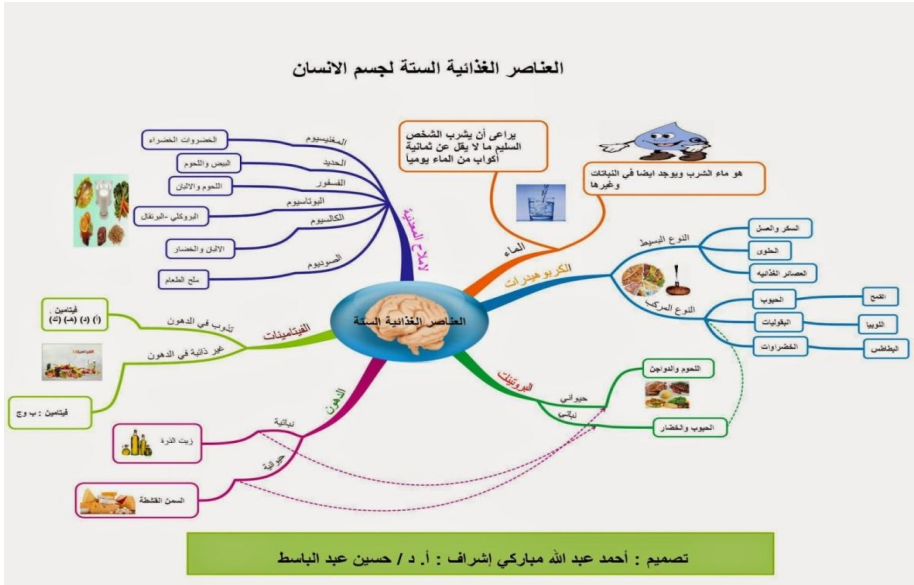 العناصر الغذائية الستة لجسم الانسان
يراعى أن يشرب الشخص
السليم ما لا يقل عن ثمانية
أكواب من الماء يومياً
هو ماء الشرب ويوجد ايضا في النباتات
وغيرها
الماء
الكربوهيدرات
النوع البسيط
السكر والعسل
الحلوى
العصائر الغذائيه
النوع المركب
الحبوب
القمح
البقوليات
اللوبيا
الخضراوات
البطاطس
البروتينات
حيواني
اللحوم والدواجن
نباتي
الحبوب والخضار
لاملاح المعدنية
المغنيسيوم
الخضروات الخضراء
الحديد
البيض واللحوم
الفسفور
اللحوم والالبان
البوتاسيوم
البروكلي -البرتقال
الكالسيوم
الالبان والخضار
الصوديوم
ملح الطعام
العناصر الغذائية الستة
الفيتامينات
تذوب في الدهون
فيتامين :
(أ) (د) (هـ) (ك)
غير ذائبة في الدهون
فيتامين : ب وج
الدهون
نباتية
زيت الذرة
حيوانية
السمن القشطة
تصميم : أحمد عبد الله مباركي إشراف : أ. د / حسين عبد الباسط